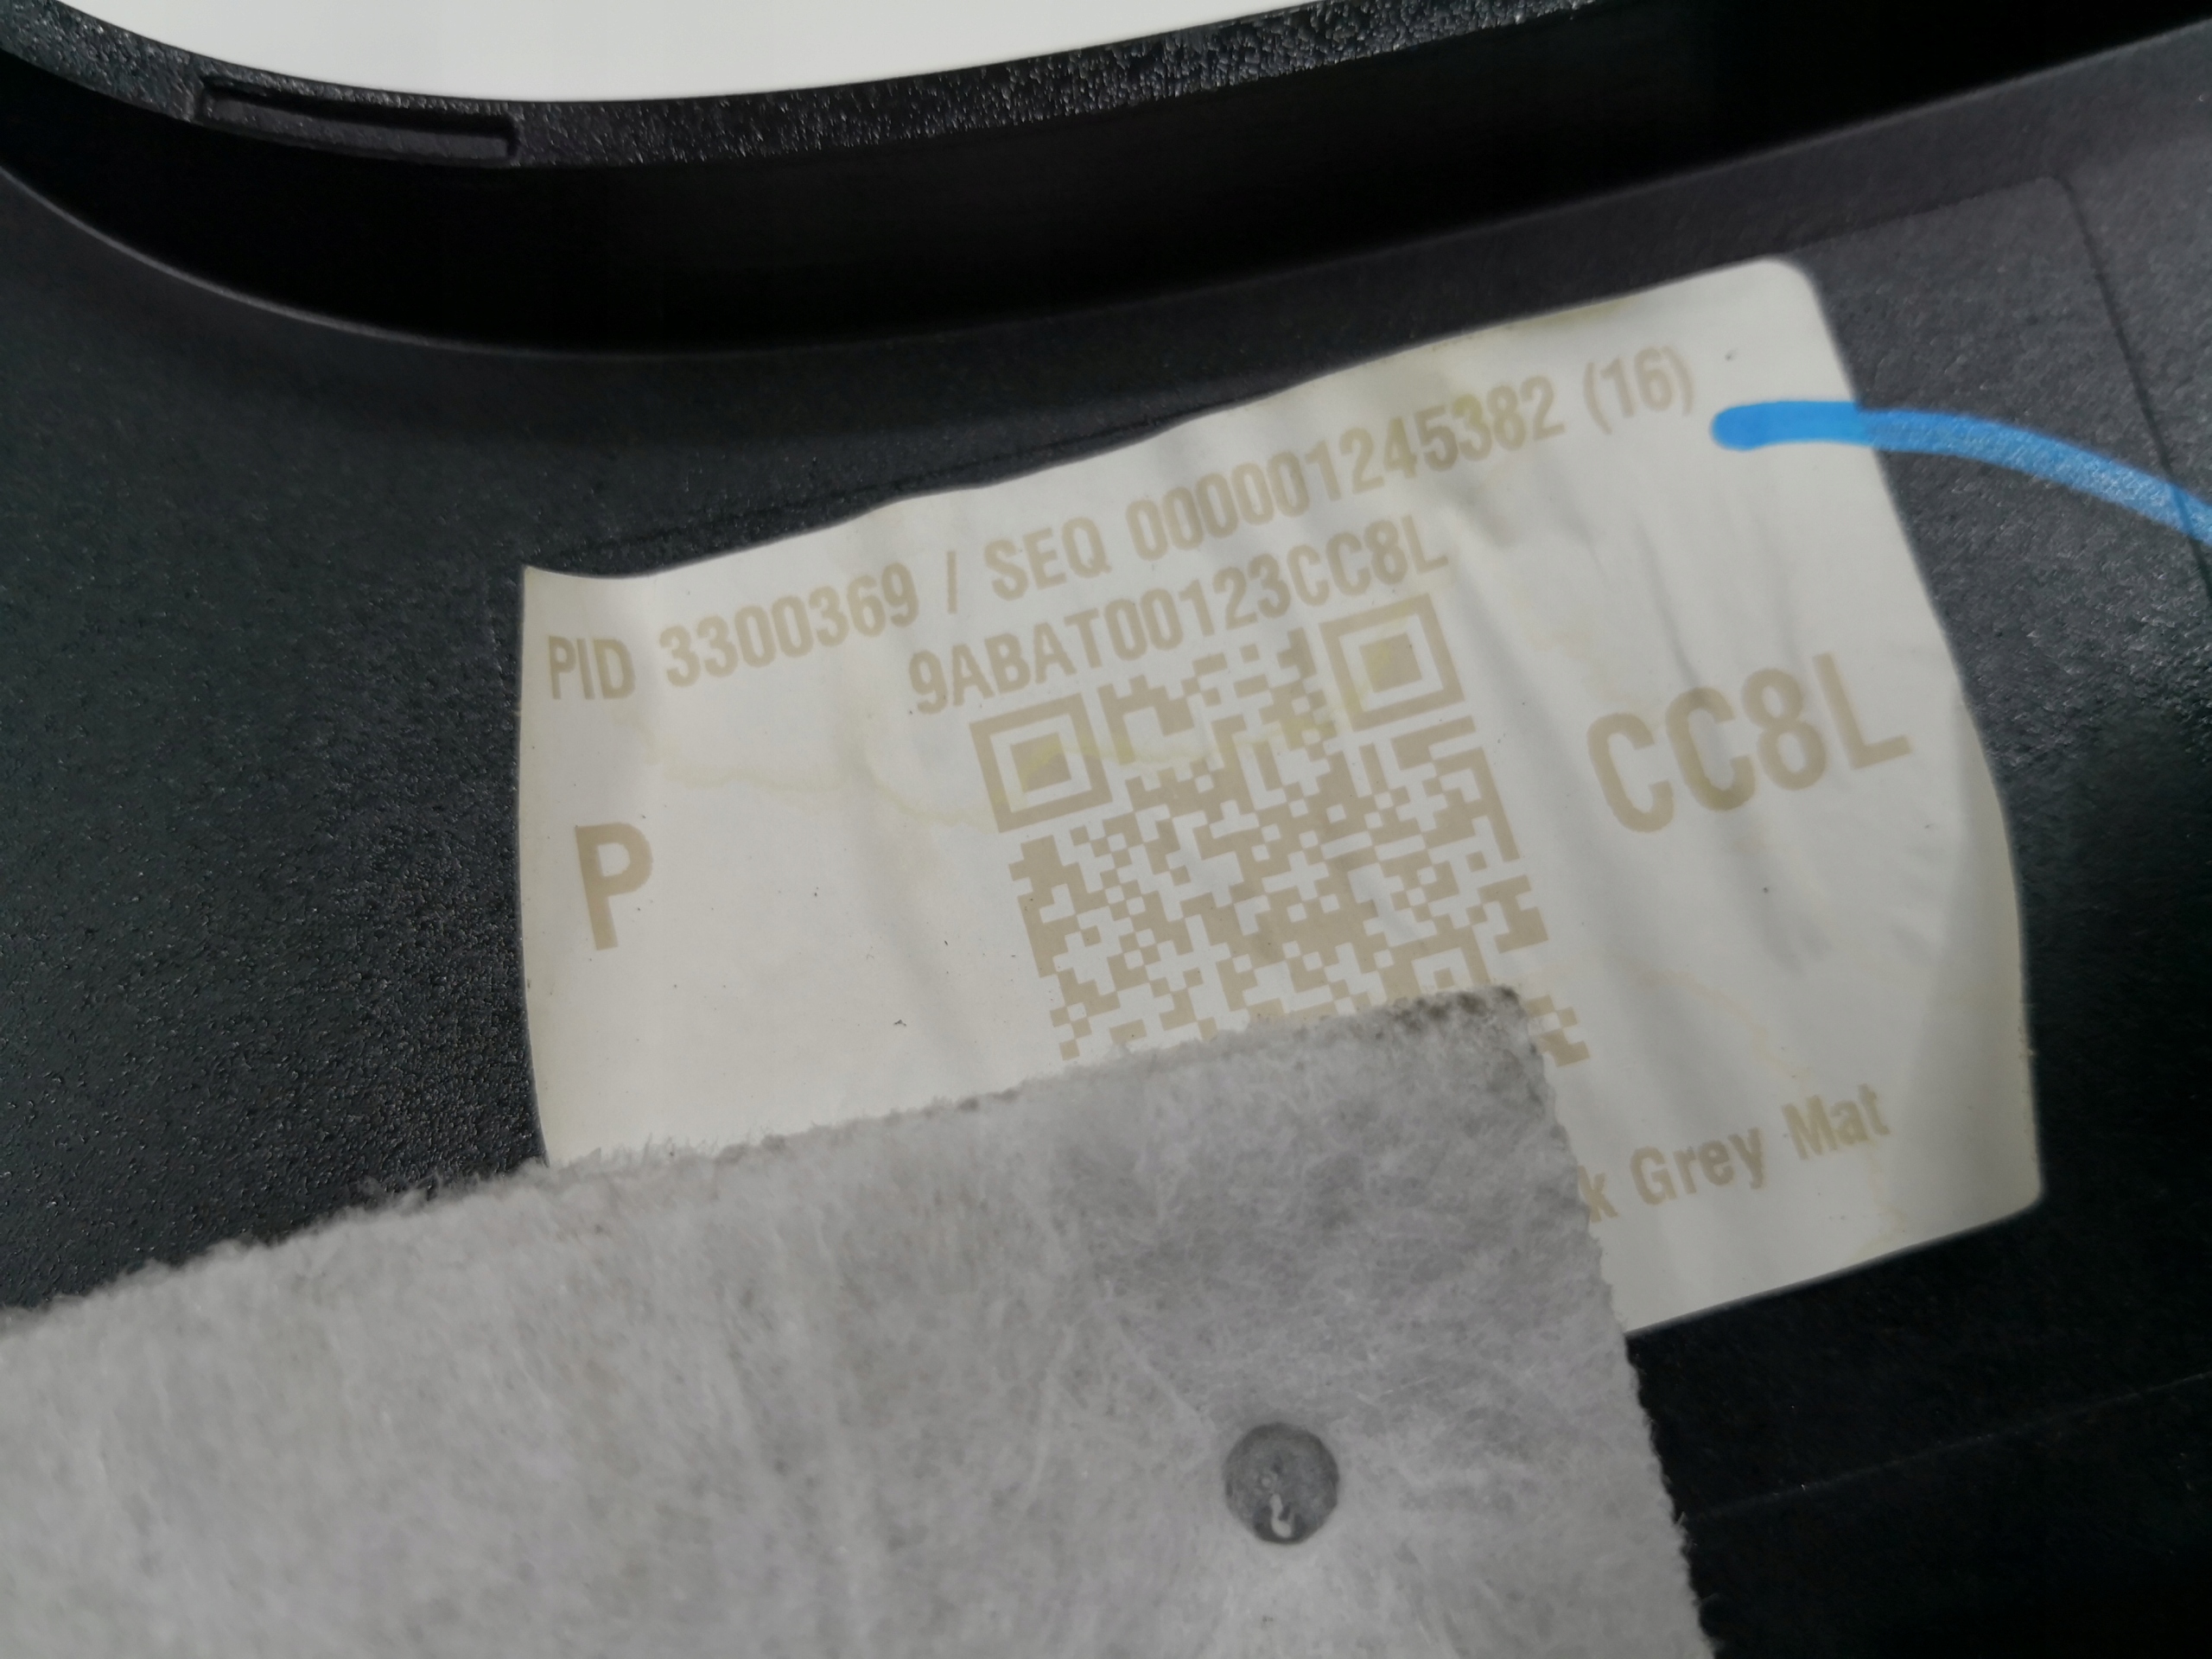 PID 3300369 / SEQ 000001245382 (16)
9ABAT00123CC8L
P
CC8L
Grey Mat